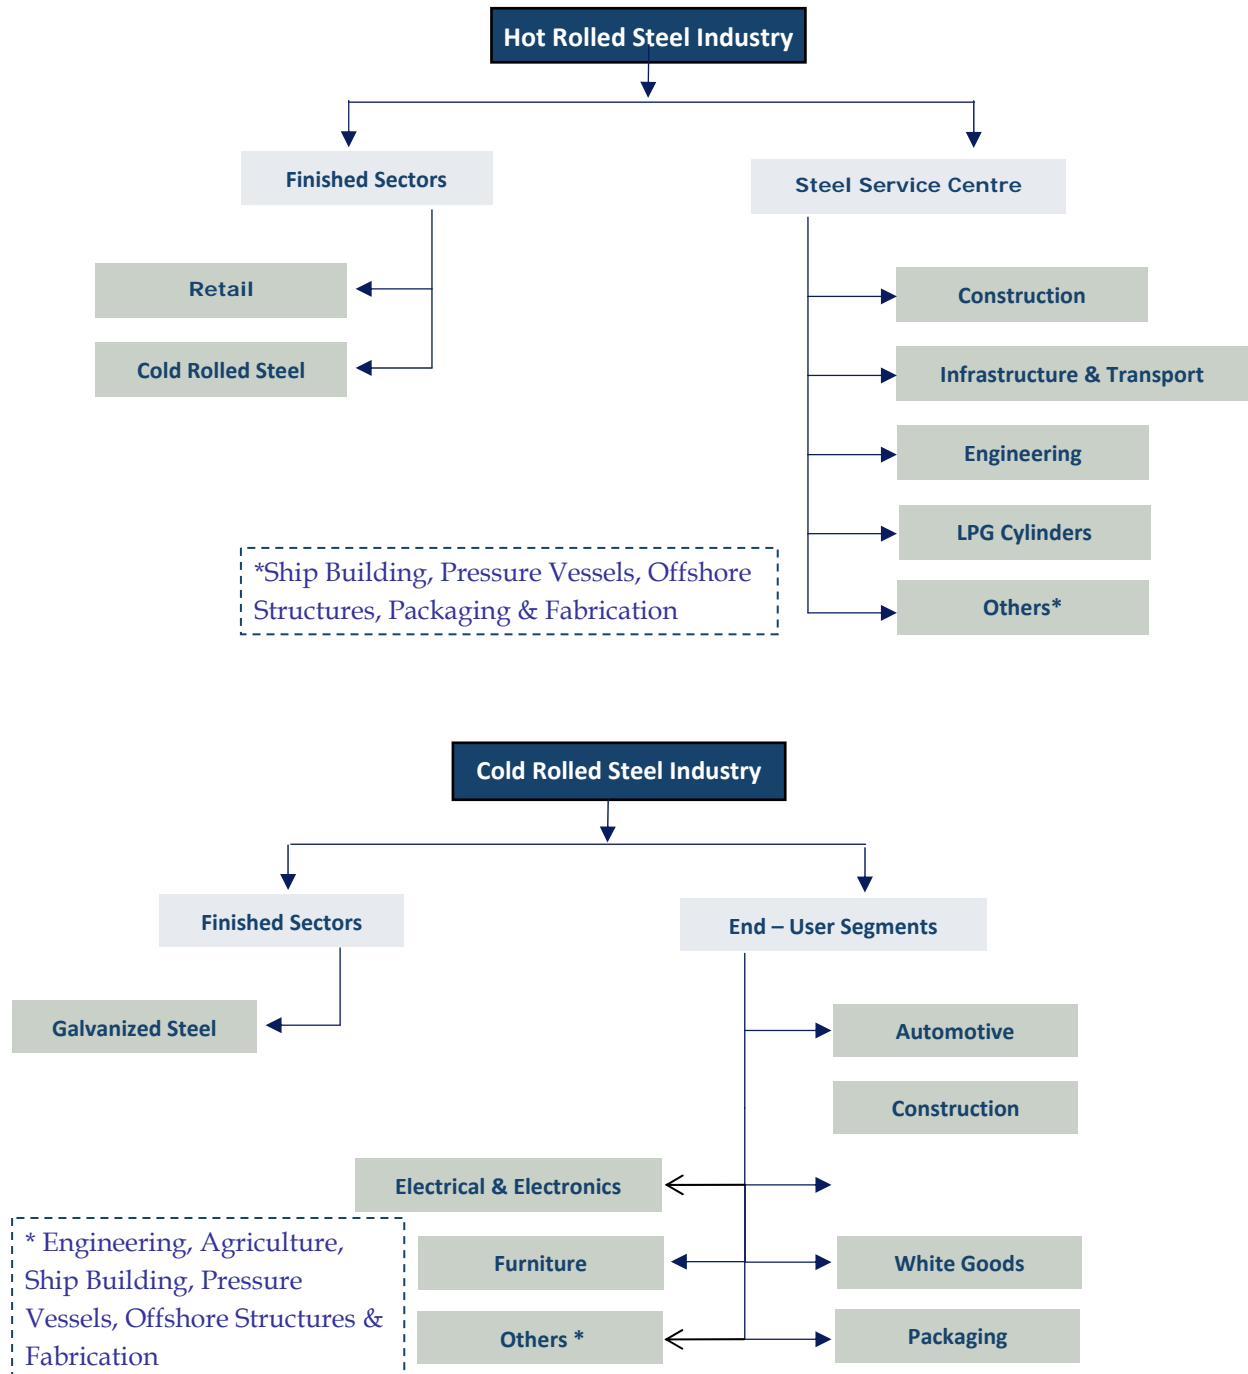 Hot Rolled Steel Industry
Finished Sectors
Steel Service Centre
Retail
Cold Rolled Steel
Construction
Infrastructure & Transport
Engineering
LPG Cylinders
Others*
*Ship Building, Pressure Vessels, Offshore
Structures, Packaging & Fabrication
Cold Rolled Steel Industry
Finished Sectors
End – User Segments
Galvanized Steel
Automotive
Construction
Electrical & Electronics
Furniture
White Goods
Others *
Packaging
* Engineering, Agriculture,
Ship Building, Pressure
Vessels, Offshore Structures &
Fabrication